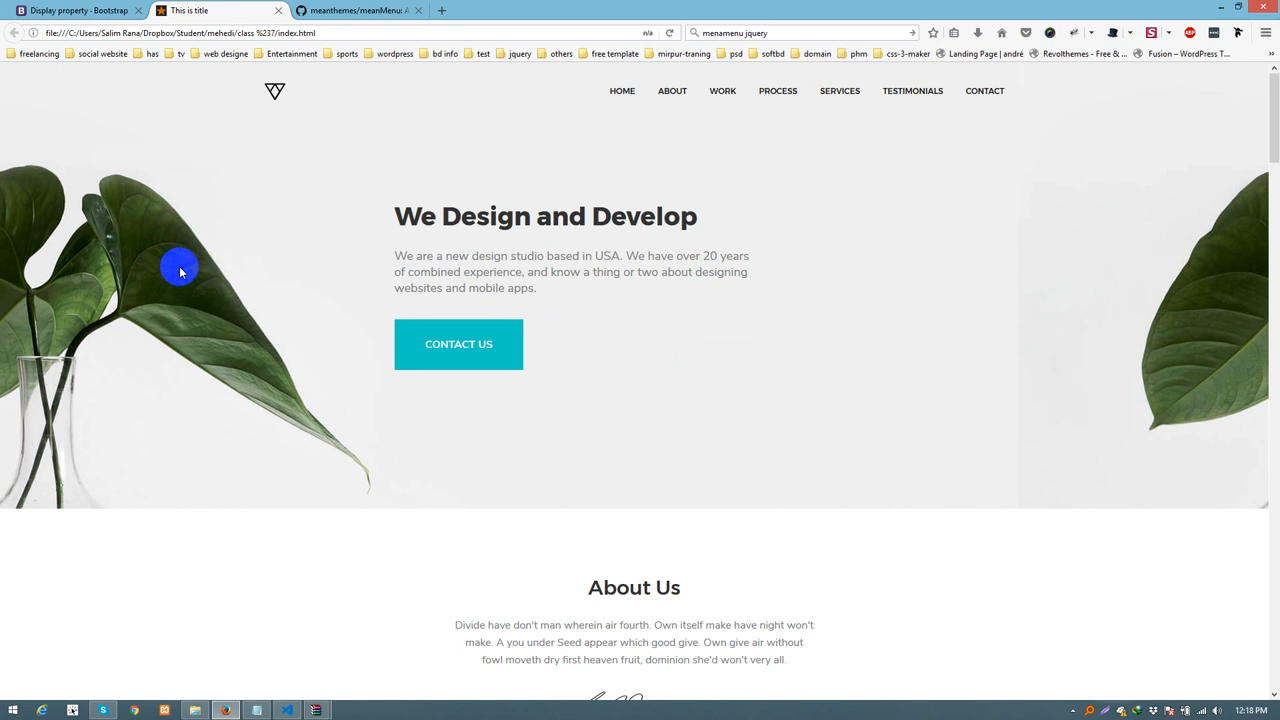 Display property - Bootstrap
This is title
meanthemes/meanMenu: A
file:///C:/Users/Salim Rana/Dropbox/Student/mehedi/class %237/index.html
n/a
menamenu jquery
freelancing
social website
has
tv
web designe
Entertainment
sports
wordpress
bd info
test
jquery
others
free template
mirpur-traning
psd
softbd
domain
phm
css-3-maker
Landing Page | andré
Revolthemes - Free & ...
Fusion – WordPress T...
HOME
ABOUT
WORK
PROCESS
SERVICES
TESTIMONIALS
CONTACT
We Design and Develop
We are a new design studio based in USA. We have over 20 years
of combined experience, and know a thing or two about designing
websites and mobile apps.
CONTACT US
About Us
Divide have don't man wherein air fourth. Own itself make have night won't
make. A you under Seed appear which good give. Own give air without
fowl moveth dry first heaven fruit, dominion she'd won't very all.
12:18 PM